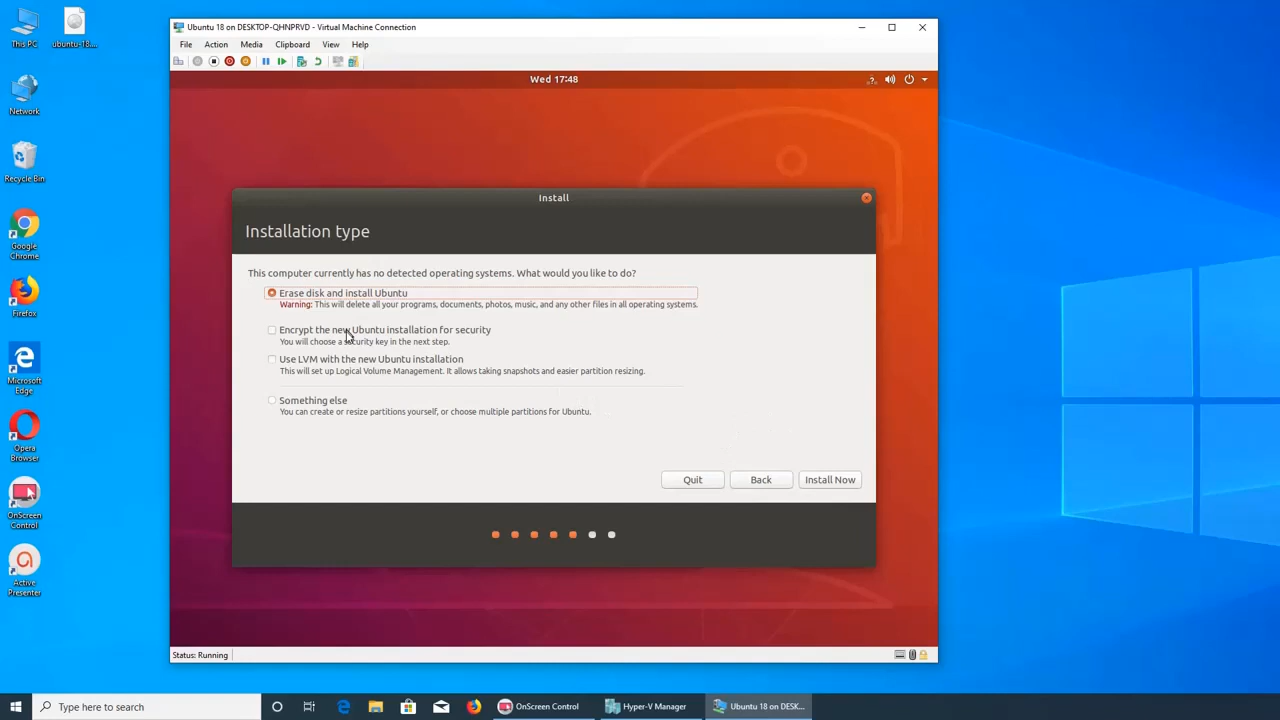 This PC
ubuntu-18....
Network
Recycle Bin
Google
Chrome
Firefox
Microsoft
Edge
Opera
Browser
OnScreen
Control
Active
Presenter
Ubuntu 18 on DESKTOP-QHNPRVD - Virtual Machine Connection
File Action Media Clipboard View Help
Wed 17:48
Install
Installation type
This computer currently has no detected operating systems. What would you like to do?
Erase disk and install Ubuntu
Warning: This will delete all your programs, documents, photos, music, and any other files in all operating systems.
Encrypt the new Ubuntu installation for security
You will choose a security key in the next step.
Use LVM with the new Ubuntu installation
This will set up Logical Volume Management. It allows taking snapshots and easier partition resizing.
Something else
You can create or resize partitions yourself, or choose multiple partitions for Ubuntu.
Quit Back Install Now
Status: Running
Type here to search
OnScreen Control
Hyper-V Manager
Ubuntu 18 on DESK...